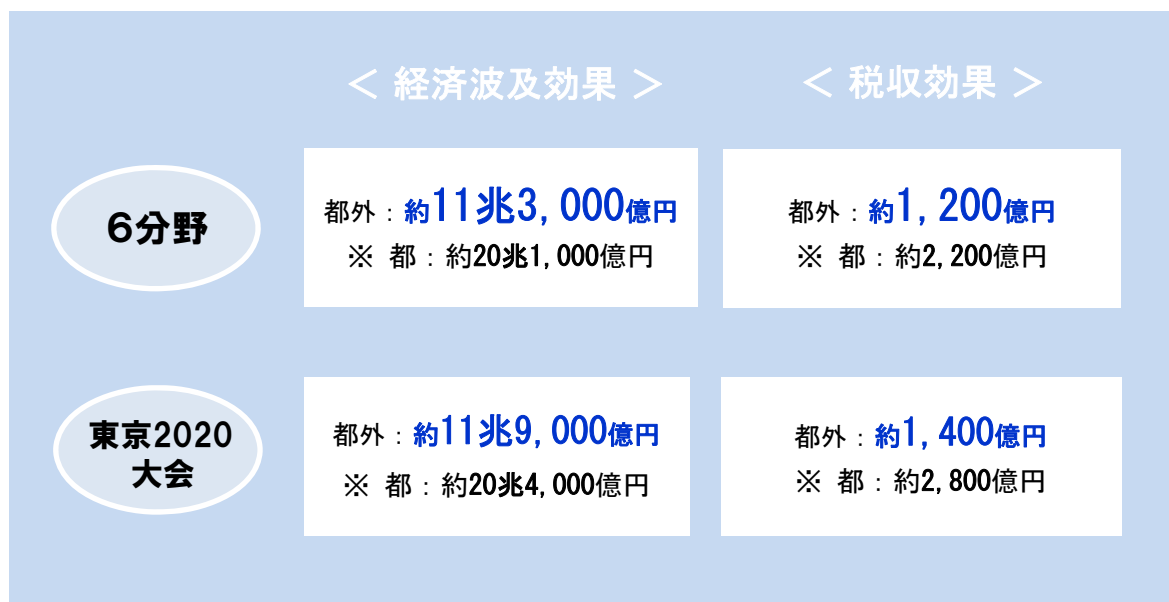 ＜ 経済波及効果 ＞
＜ 税収効果 ＞
６分野
都外：約11兆3,000億円
※ 都：約20兆1,000億円
都外：約1,200億円
※ 都：約2,200億円
東京2020
大会
都外：約11兆9,000億円
※ 都：約20兆4,000億円
都外：約1,400億円
※ 都：約2,800億円